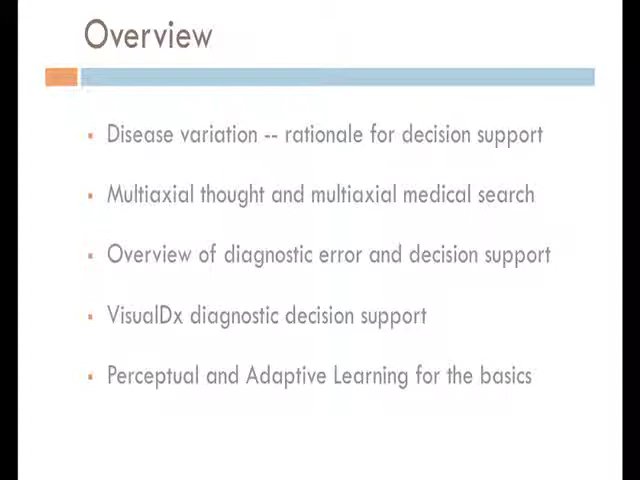 Overview
Disease variation -- rationale for decision support
Multiaxial thought and multiaxial medical search
Overview of diagnostic error and decision support
VisualDx diagnostic decision support
Perceptual and Adaptive Learning for the basics